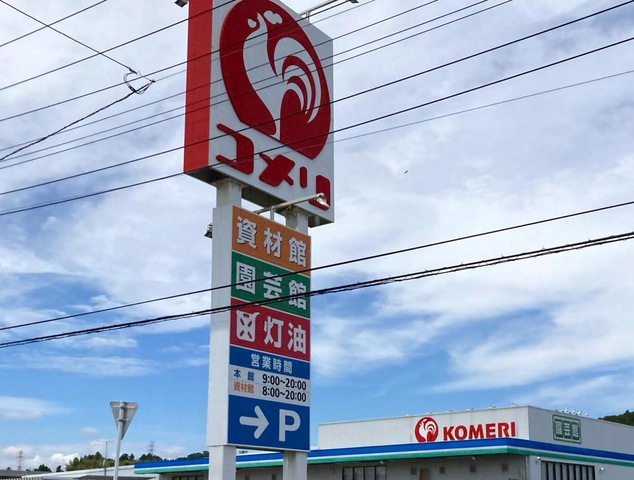 コメリ
資材館
園芸館
灯油
営業時間
本館 9:00~20:00
資材館 8:00~20:00
→P
KOMERI
園芸館